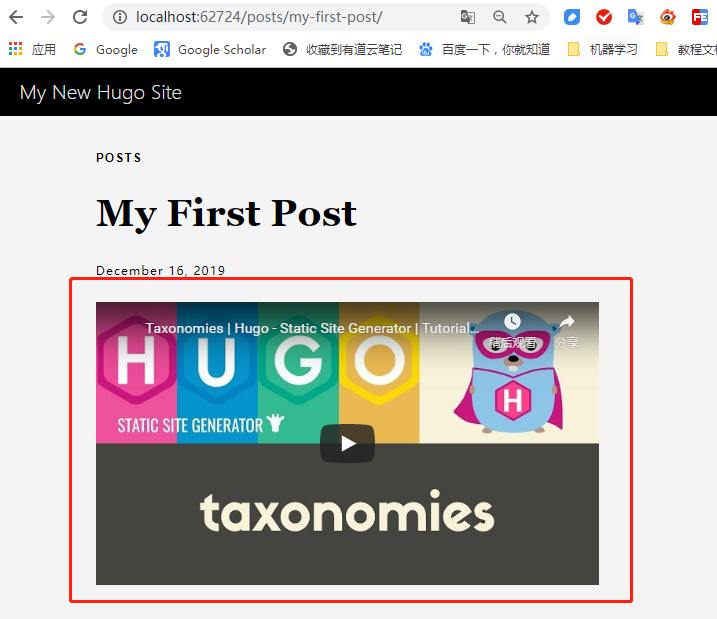 localhost:62724/posts/my-first-post/
应用 Google Google Scholar 收藏到有道云笔记 百度一下，你就知道 机器学习 教程文档
My New Hugo Site
POSTS
My First Post
December 16, 2019
Taxonomies | Hugo - Static Site Generator | Tutorial...
稍后观看 分享
HUGO
H
STATIC SITE GENERATOR
taxonomies